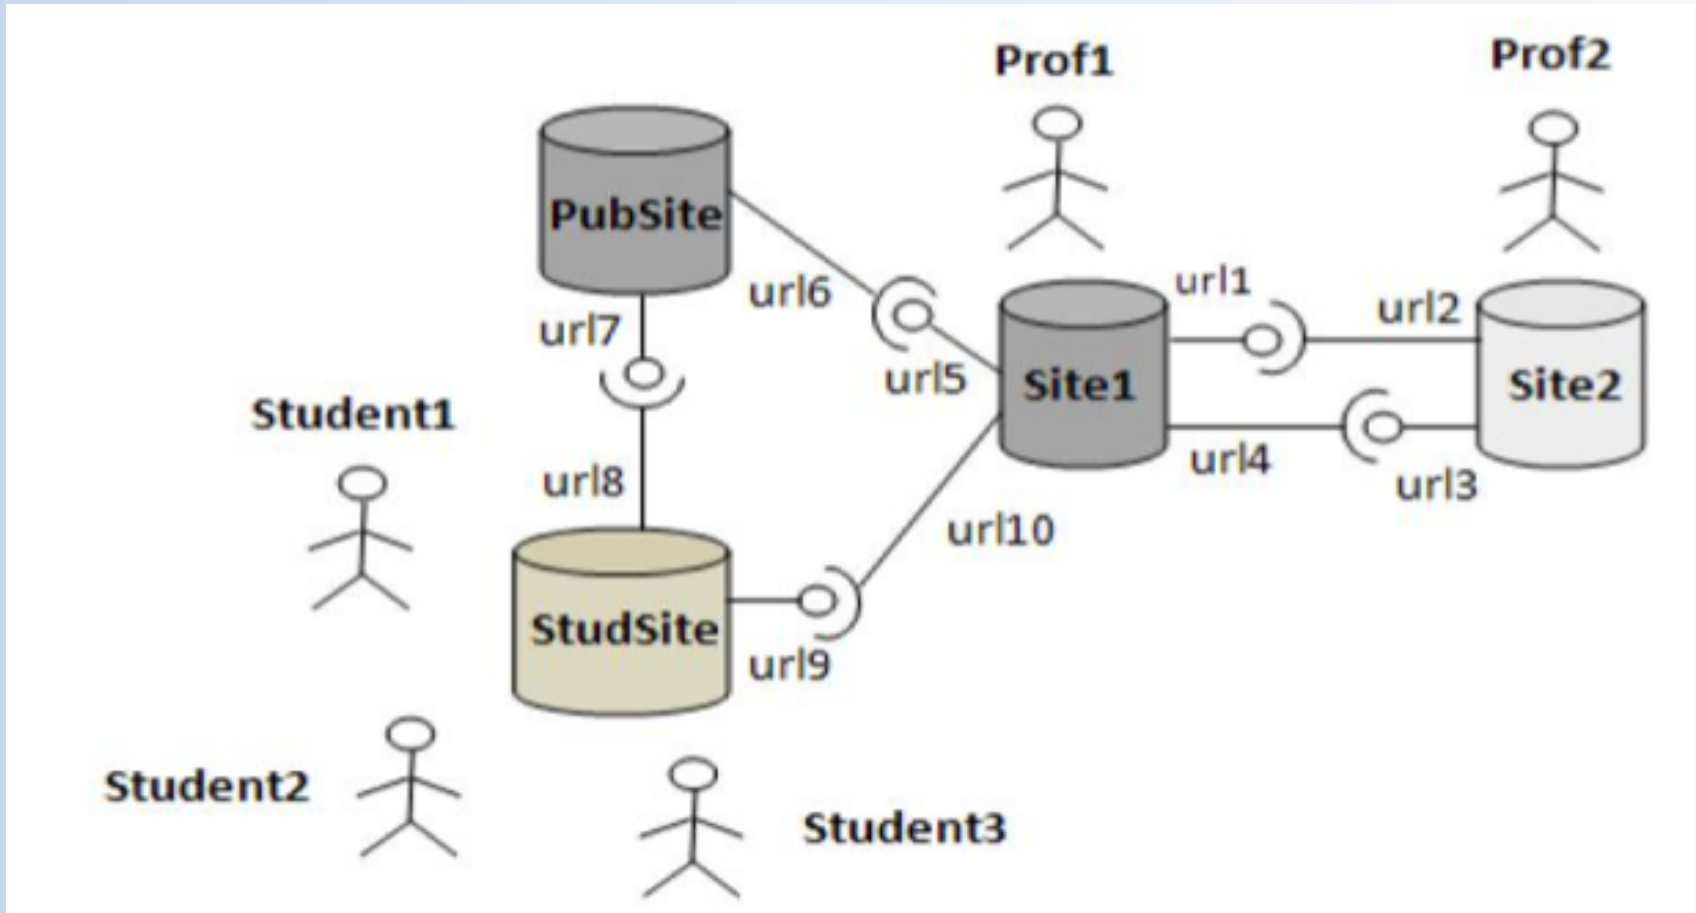 Prof1
Prof2
PubSite
url6
url1
url2
url7
url5
Site1
Site2
Student1
url4
url3
url8
url10
StudSite
url9
Student2
Student3